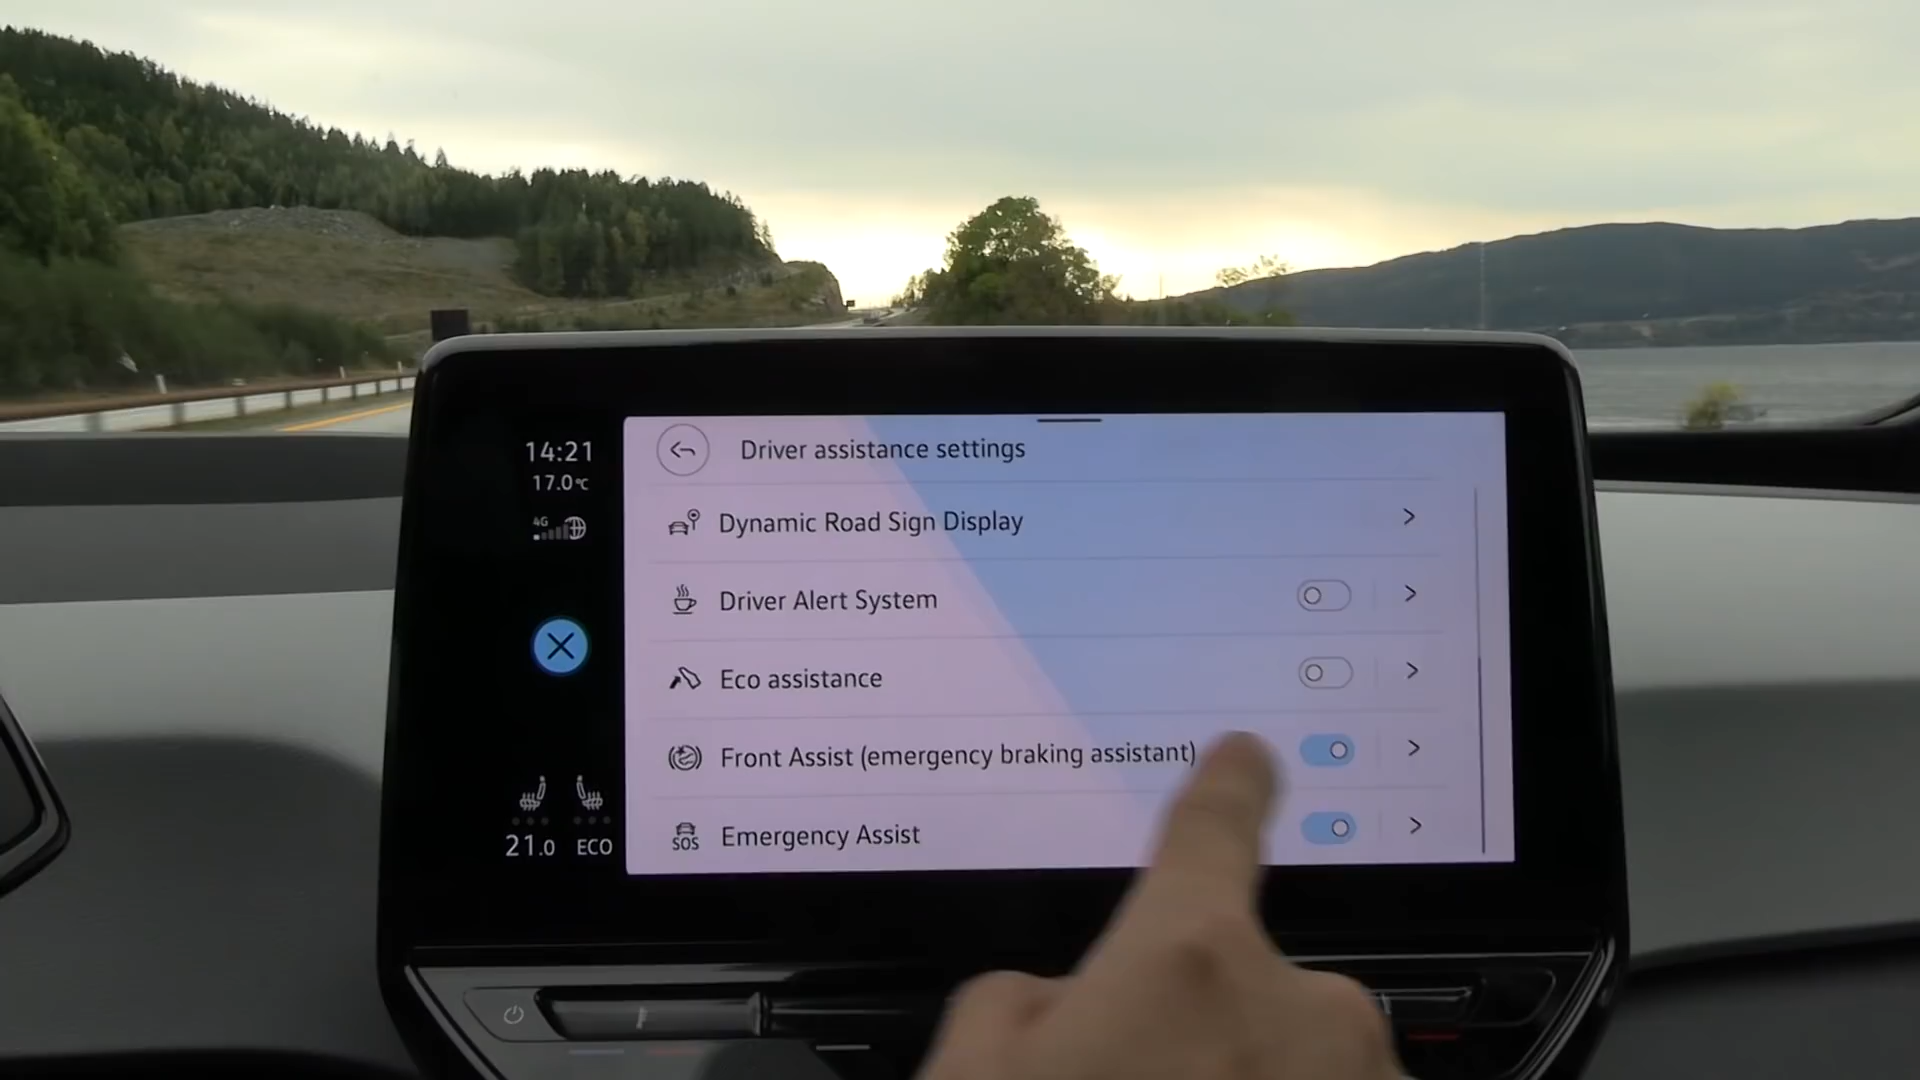 14:21
17.0°C
4G
Driver assistance settings
Dynamic Road Sign Display
Driver Alert System
Eco assistance
Front Assist (emergency braking assistant)
SOS
Emergency Assist
21.0
ECO